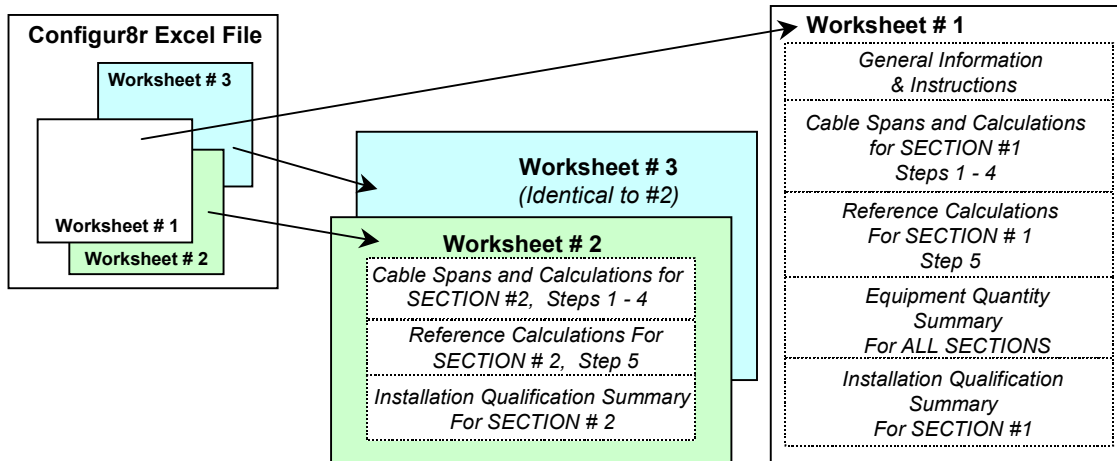 Configur8r Excel File
Worksheet # 3
Worksheet # 1
Worksheet # 2
Worksheet # 3
(Identical to #2)
Worksheet # 2
Cable Spans and Calculations for
SECTION #2, Steps 1 - 4
Reference Calculations For
SECTION # 2, Step 5
Installation Qualification Summary
For SECTION # 2
Worksheet # 1
General Information
& Instructions
Cable Spans and Calculations
for SECTION #1
Steps 1 - 4
Reference Calculations
For SECTION # 1
Step 5
Equipment Quantity
Summary
For ALL SECTIONS
Installation Qualification
Summary
For SECTION #1